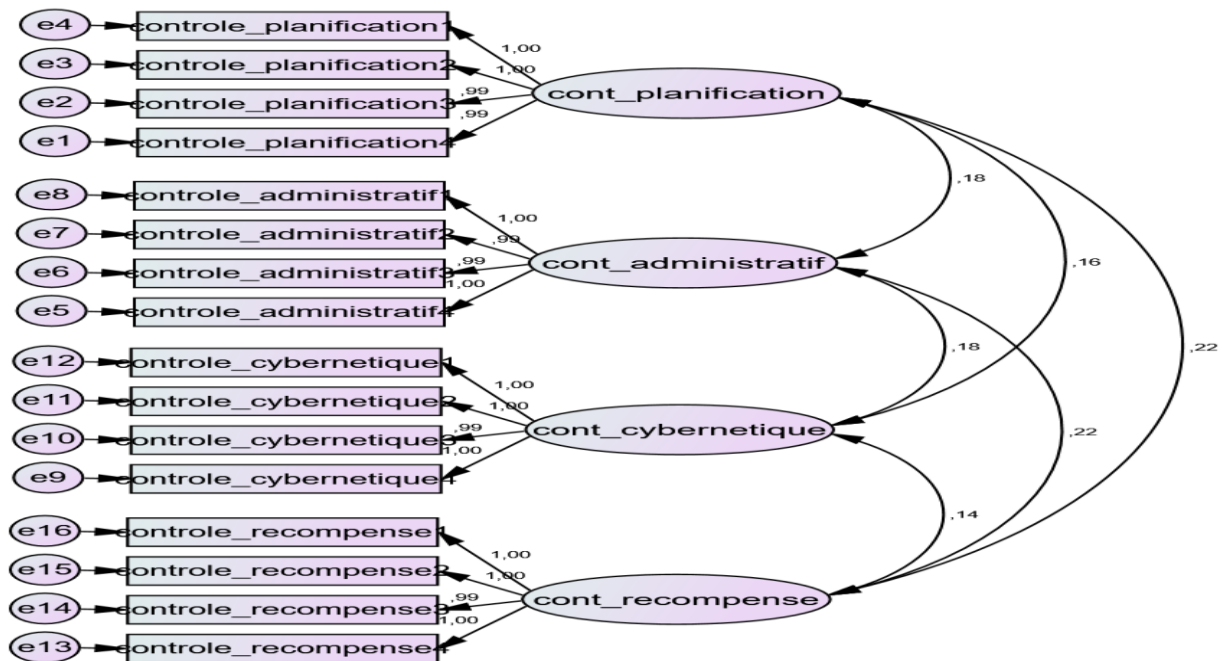 e4 controle_planification1
1,00
e3 controle_planification2
1,00
cont_planification
e2 controle_planification3
,99
e1 controle_planification4
,99
,18
e8 controle_administratif1
1,00
e7 controle_administratif2
,99
cont_administratif
,16
e6 controle_administratif3
,99
e5 controle_administratif4
1,00
,18
,22
e12 controle_cybernetique1
1,00
e11 controle_cybernetique2
1,00
cont_cybernetique
,22
e10 controle_cybernetique3
,99
e9 controle_cybernetique4
1,00
,14
e16 controle_recompense1
1,00
e15 controle_recompense2
1,00
cont_recompense
e14 controle_recompense3
,99
e13 controle_recompense4
1,00